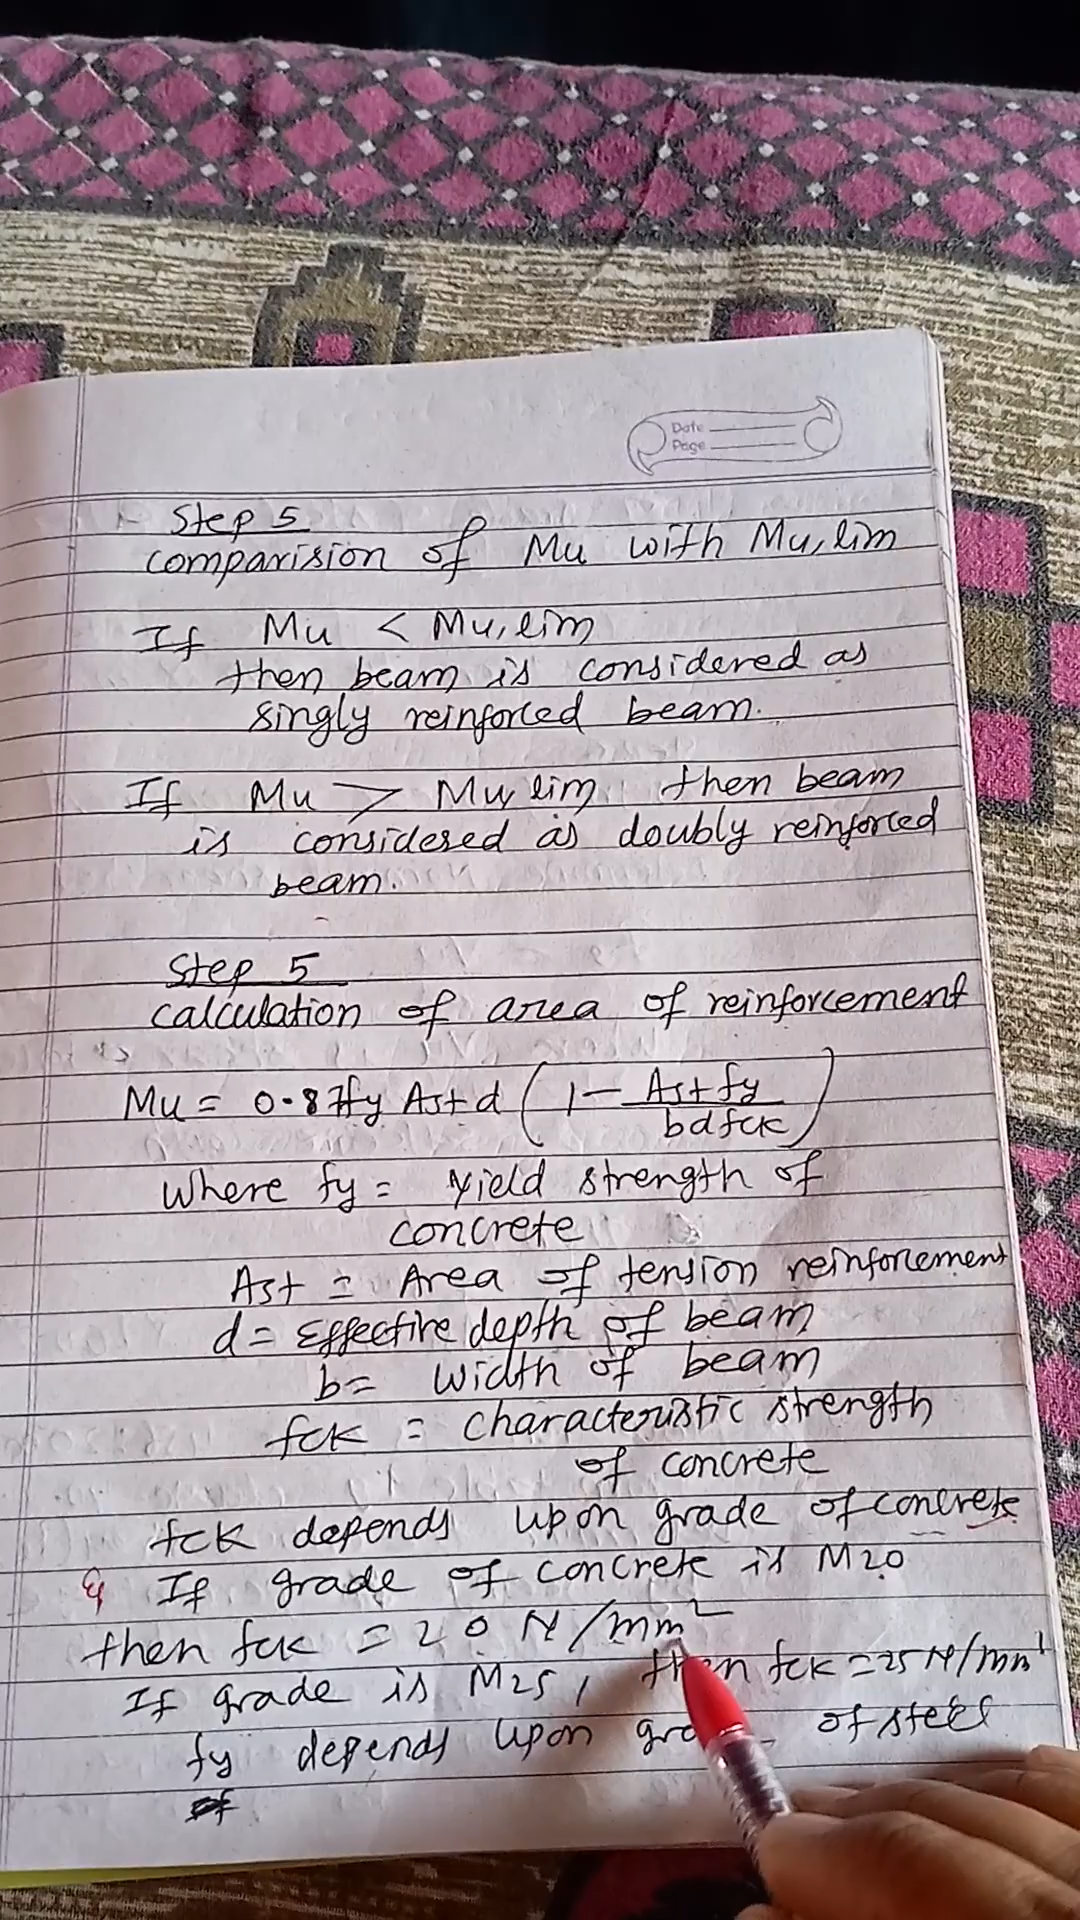 Date
Page
Step 5
comparision of Mu with Mu,lim
If Mu < Mu,lim
then beam is considered as
singly reinforced beam.
If Mu > Mu,lim then beam
is considered as doubly reinforced
beam.
Step 5
calculation of area of reinforcement
Mu = 0.87fy Ast d (1 - Ast fy / bdfck)
Where fy = yield strength of
concrete
Ast = Area of tension reinforcement
d = Effective depth of beam
b = width of beam
fck = characteristic strength
of concrete
fck depends upon grade of concrete
If grade of concrete is M20
then fck = 20 N/mm²
If grade is M25, then fck = 25 N/mm
fy depends upon of steel